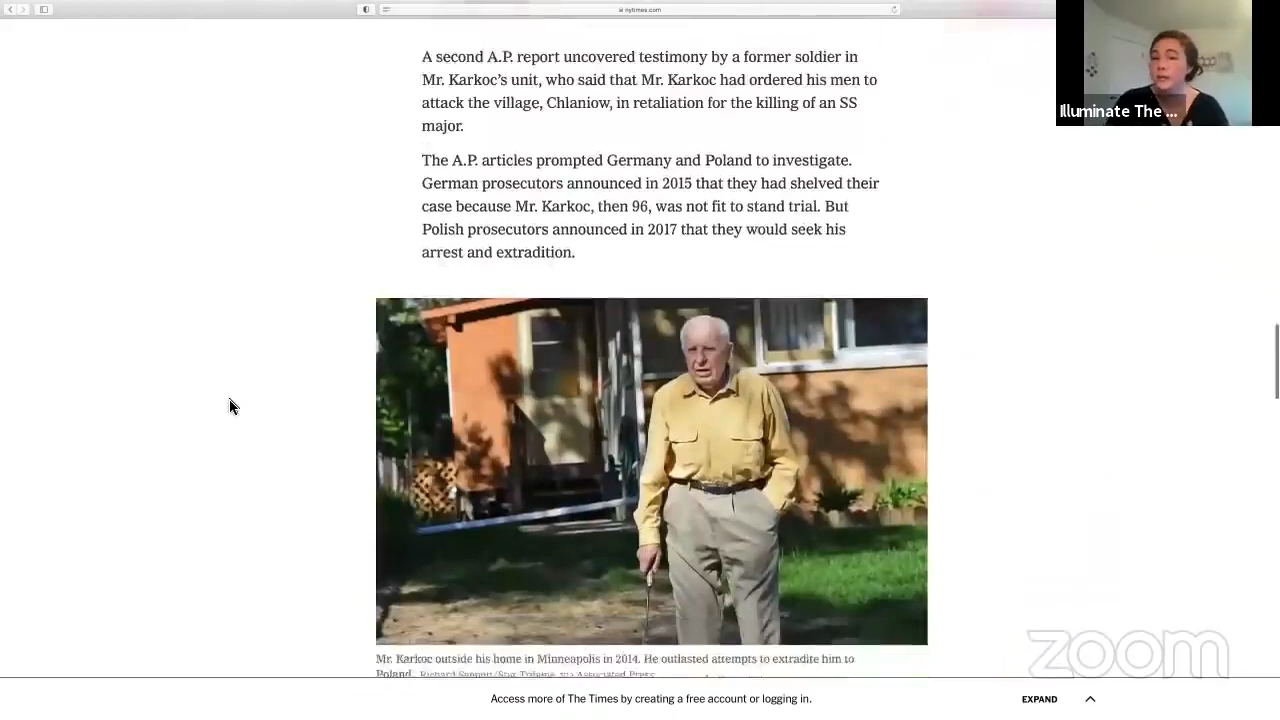 nytimes.com
Illuminate The ...
A second A.P. report uncovered testimony by a former soldier in
Mr. Karkoc's unit, who said that Mr. Karkoc had ordered his men to
attack the village, Chlaniow, in retaliation for the killing of an SS
major.
The A.P. articles prompted Germany and Poland to investigate.
German prosecutors announced in 2015 that they had shelved their
case because Mr. Karkoc, then 96, was not fit to stand trial. But
Polish prosecutors announced in 2017 that they would seek his
arrest and extradition.
Mr. Karkoc outside his home in Minneapolis in 2014. He outlasted attempts to extradite him to
Poland.
zoom
Access more of The Times by creating a free account or logging in.
EXPAND